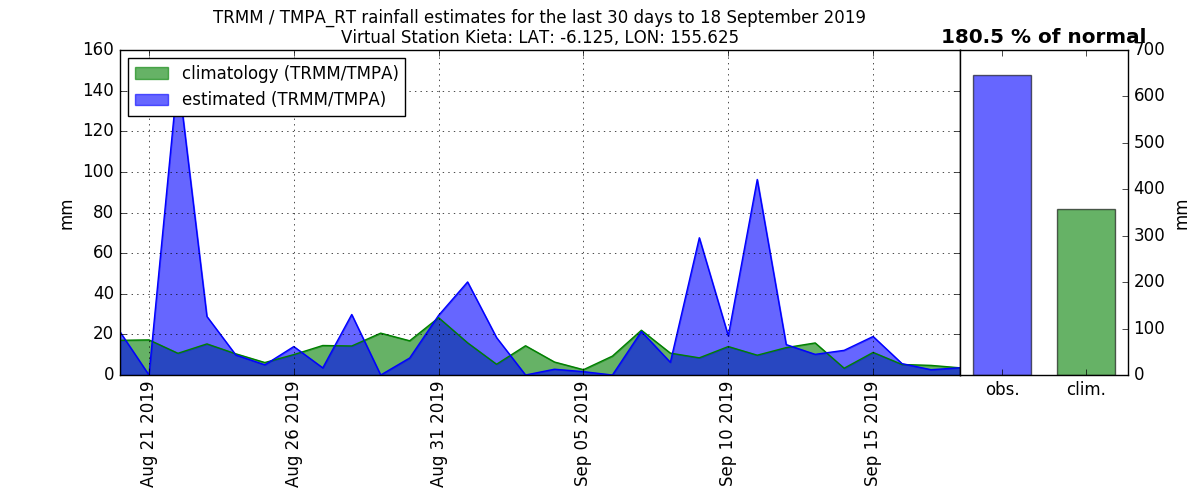 TRMM / TMPA_RT rainfall estimates for the last 30 days to 18 September 2019
Virtual Station Kieta: LAT: -6.125, LON: 155.625
180.5 % of normal
climatology (TRMM/TMPA)
estimated (TRMM/TMPA)
160
140
120
100
80
60
40
20
0
mm
Aug 21 2019
Aug 26 2019
Aug 31 2019
Sep 05 2019
Sep 10 2019
Sep 15 2019
obs.
clim.
700
600
500
400
300
200
100
0
mm